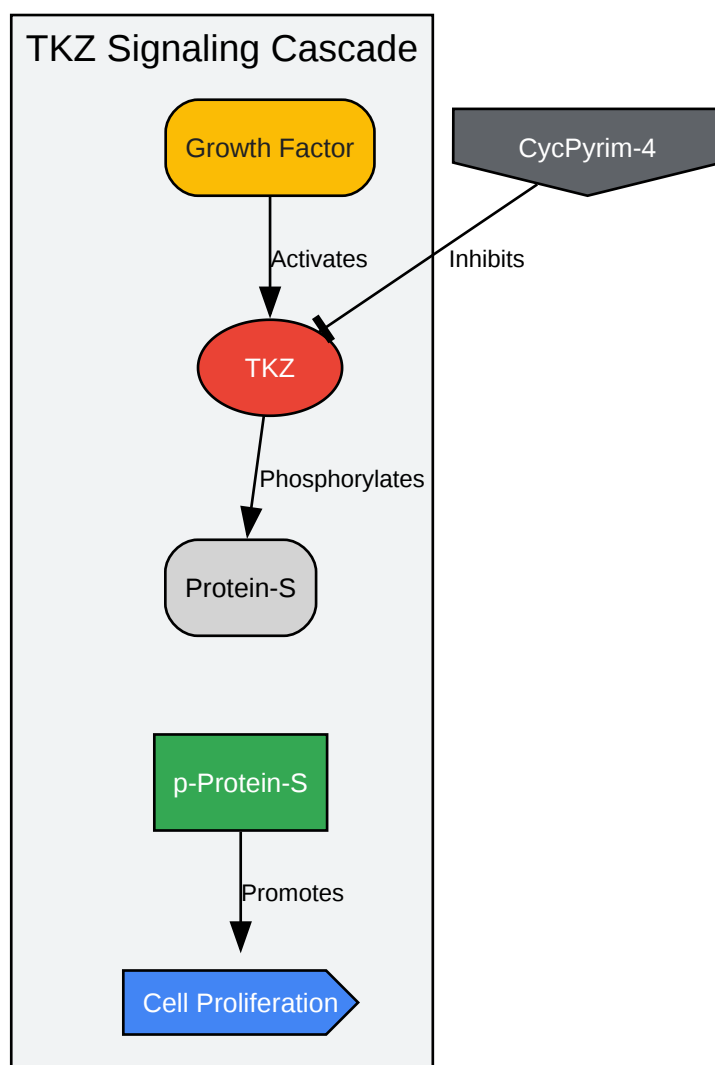 TKZ Signaling Cascade
Growth Factor
CycPyrim-4
Activates
Inhibits
TKZ
Phosphorylates
Protein-S
p-Protein-S
Promotes
Cell Proliferation